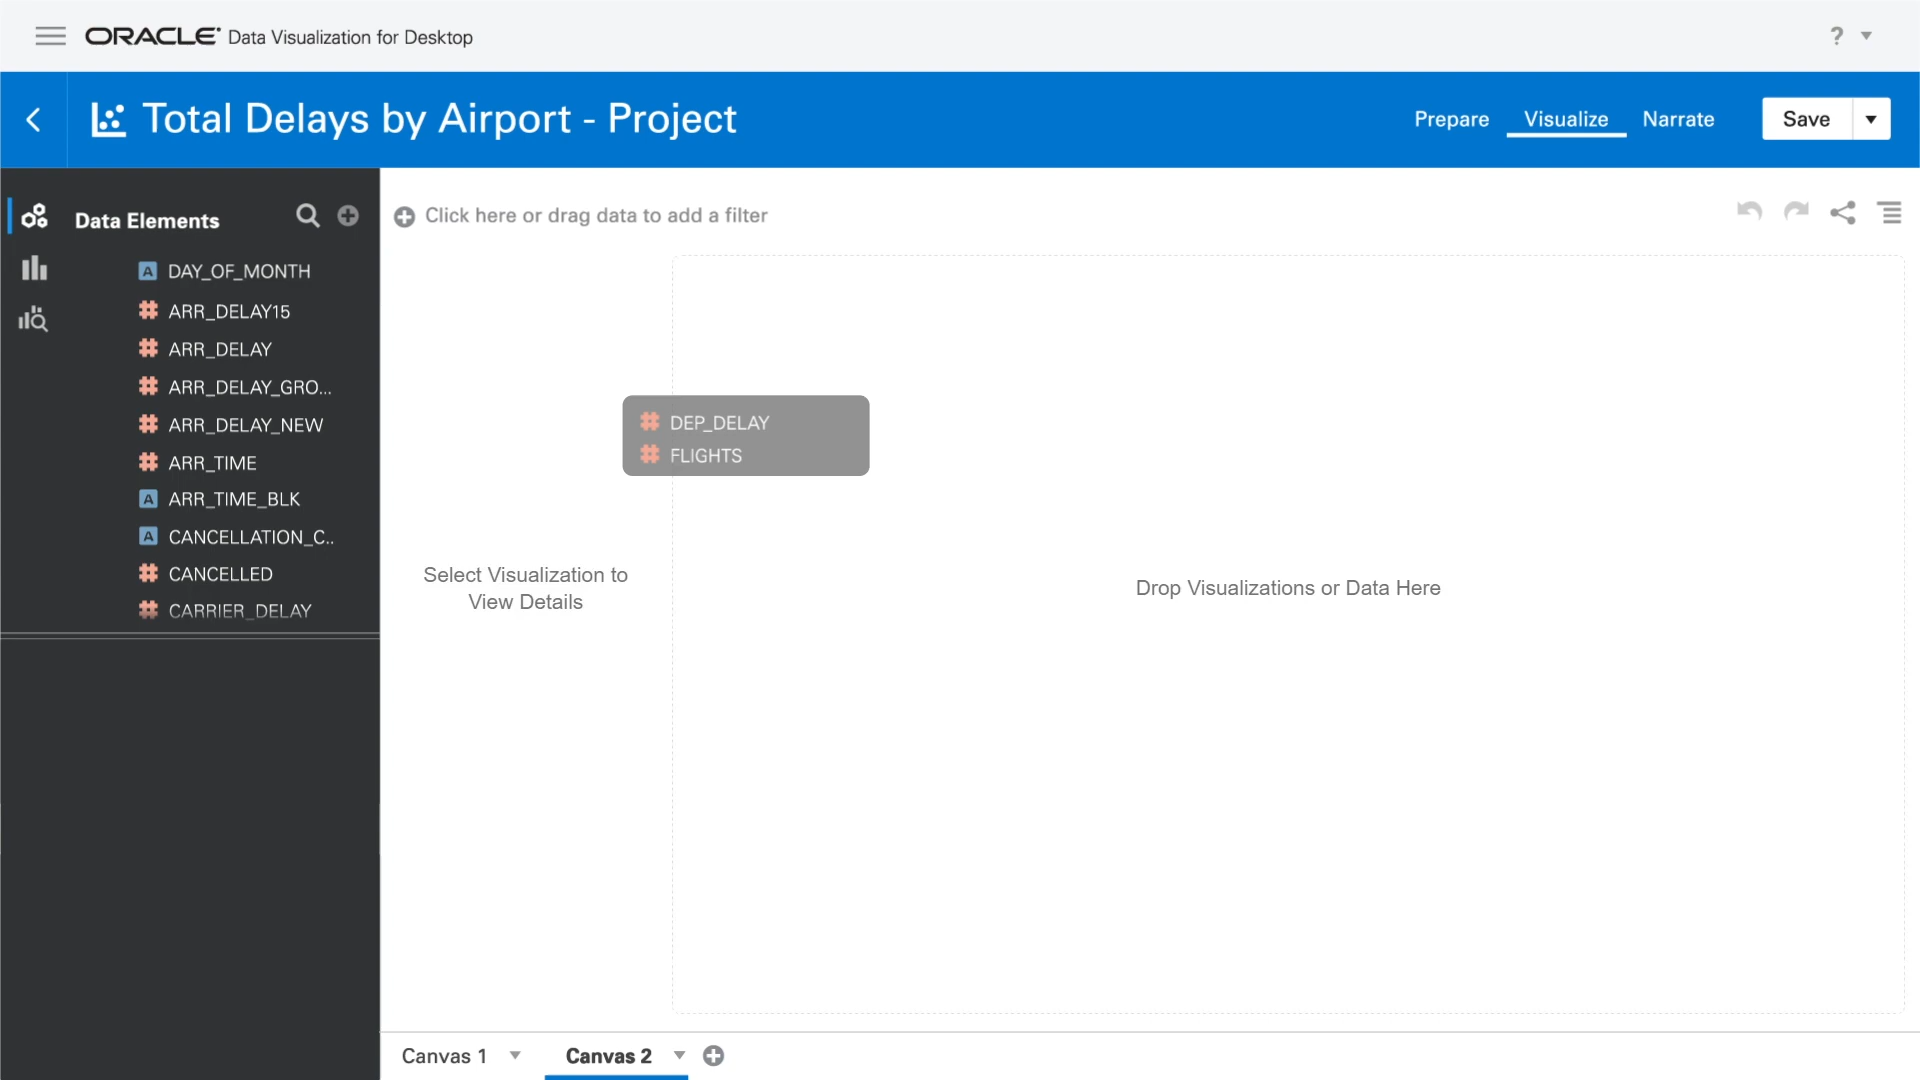 ORACLE Data Visualization for Desktop
?
Total Delays by Airport - Project
Prepare
Visualize
Narrate
Save
Data Elements
Click here or drag data to add a filter
A DAY_OF_MONTH
# ARR_DELAY15
# ARR_DELAY
# ARR_DELAY_GRO...
# ARR_DELAY_NEW
# ARR_TIME
A ARR_TIME_BLK
A CANCELLATION_C..
# CANCELLED
# CARRIER_DELAY
# DEP_DELAY
# FLIGHTS
Select Visualization to
View Details
Drop Visualizations or Data Here
Canvas 1
Canvas 2